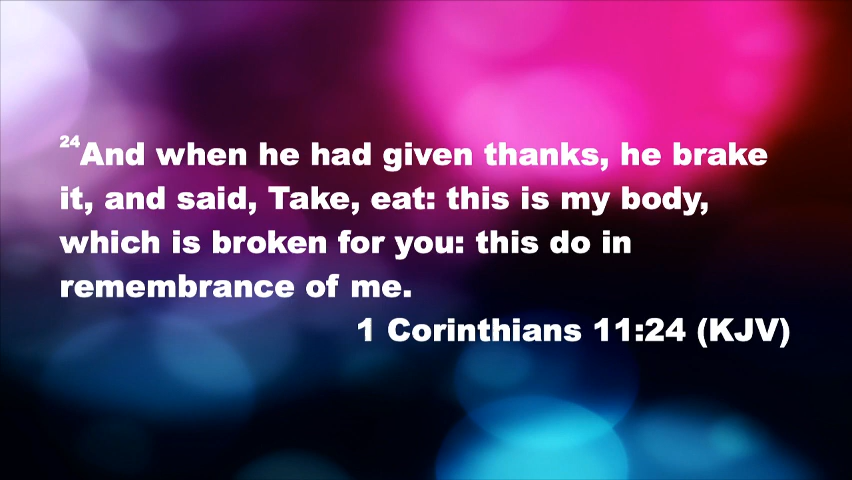 24And when he had given thanks, he brake
it, and said, Take, eat: this is my body,
which is broken for you: this do in
remembrance of me.
1 Corinthians 11:24 (KJV)